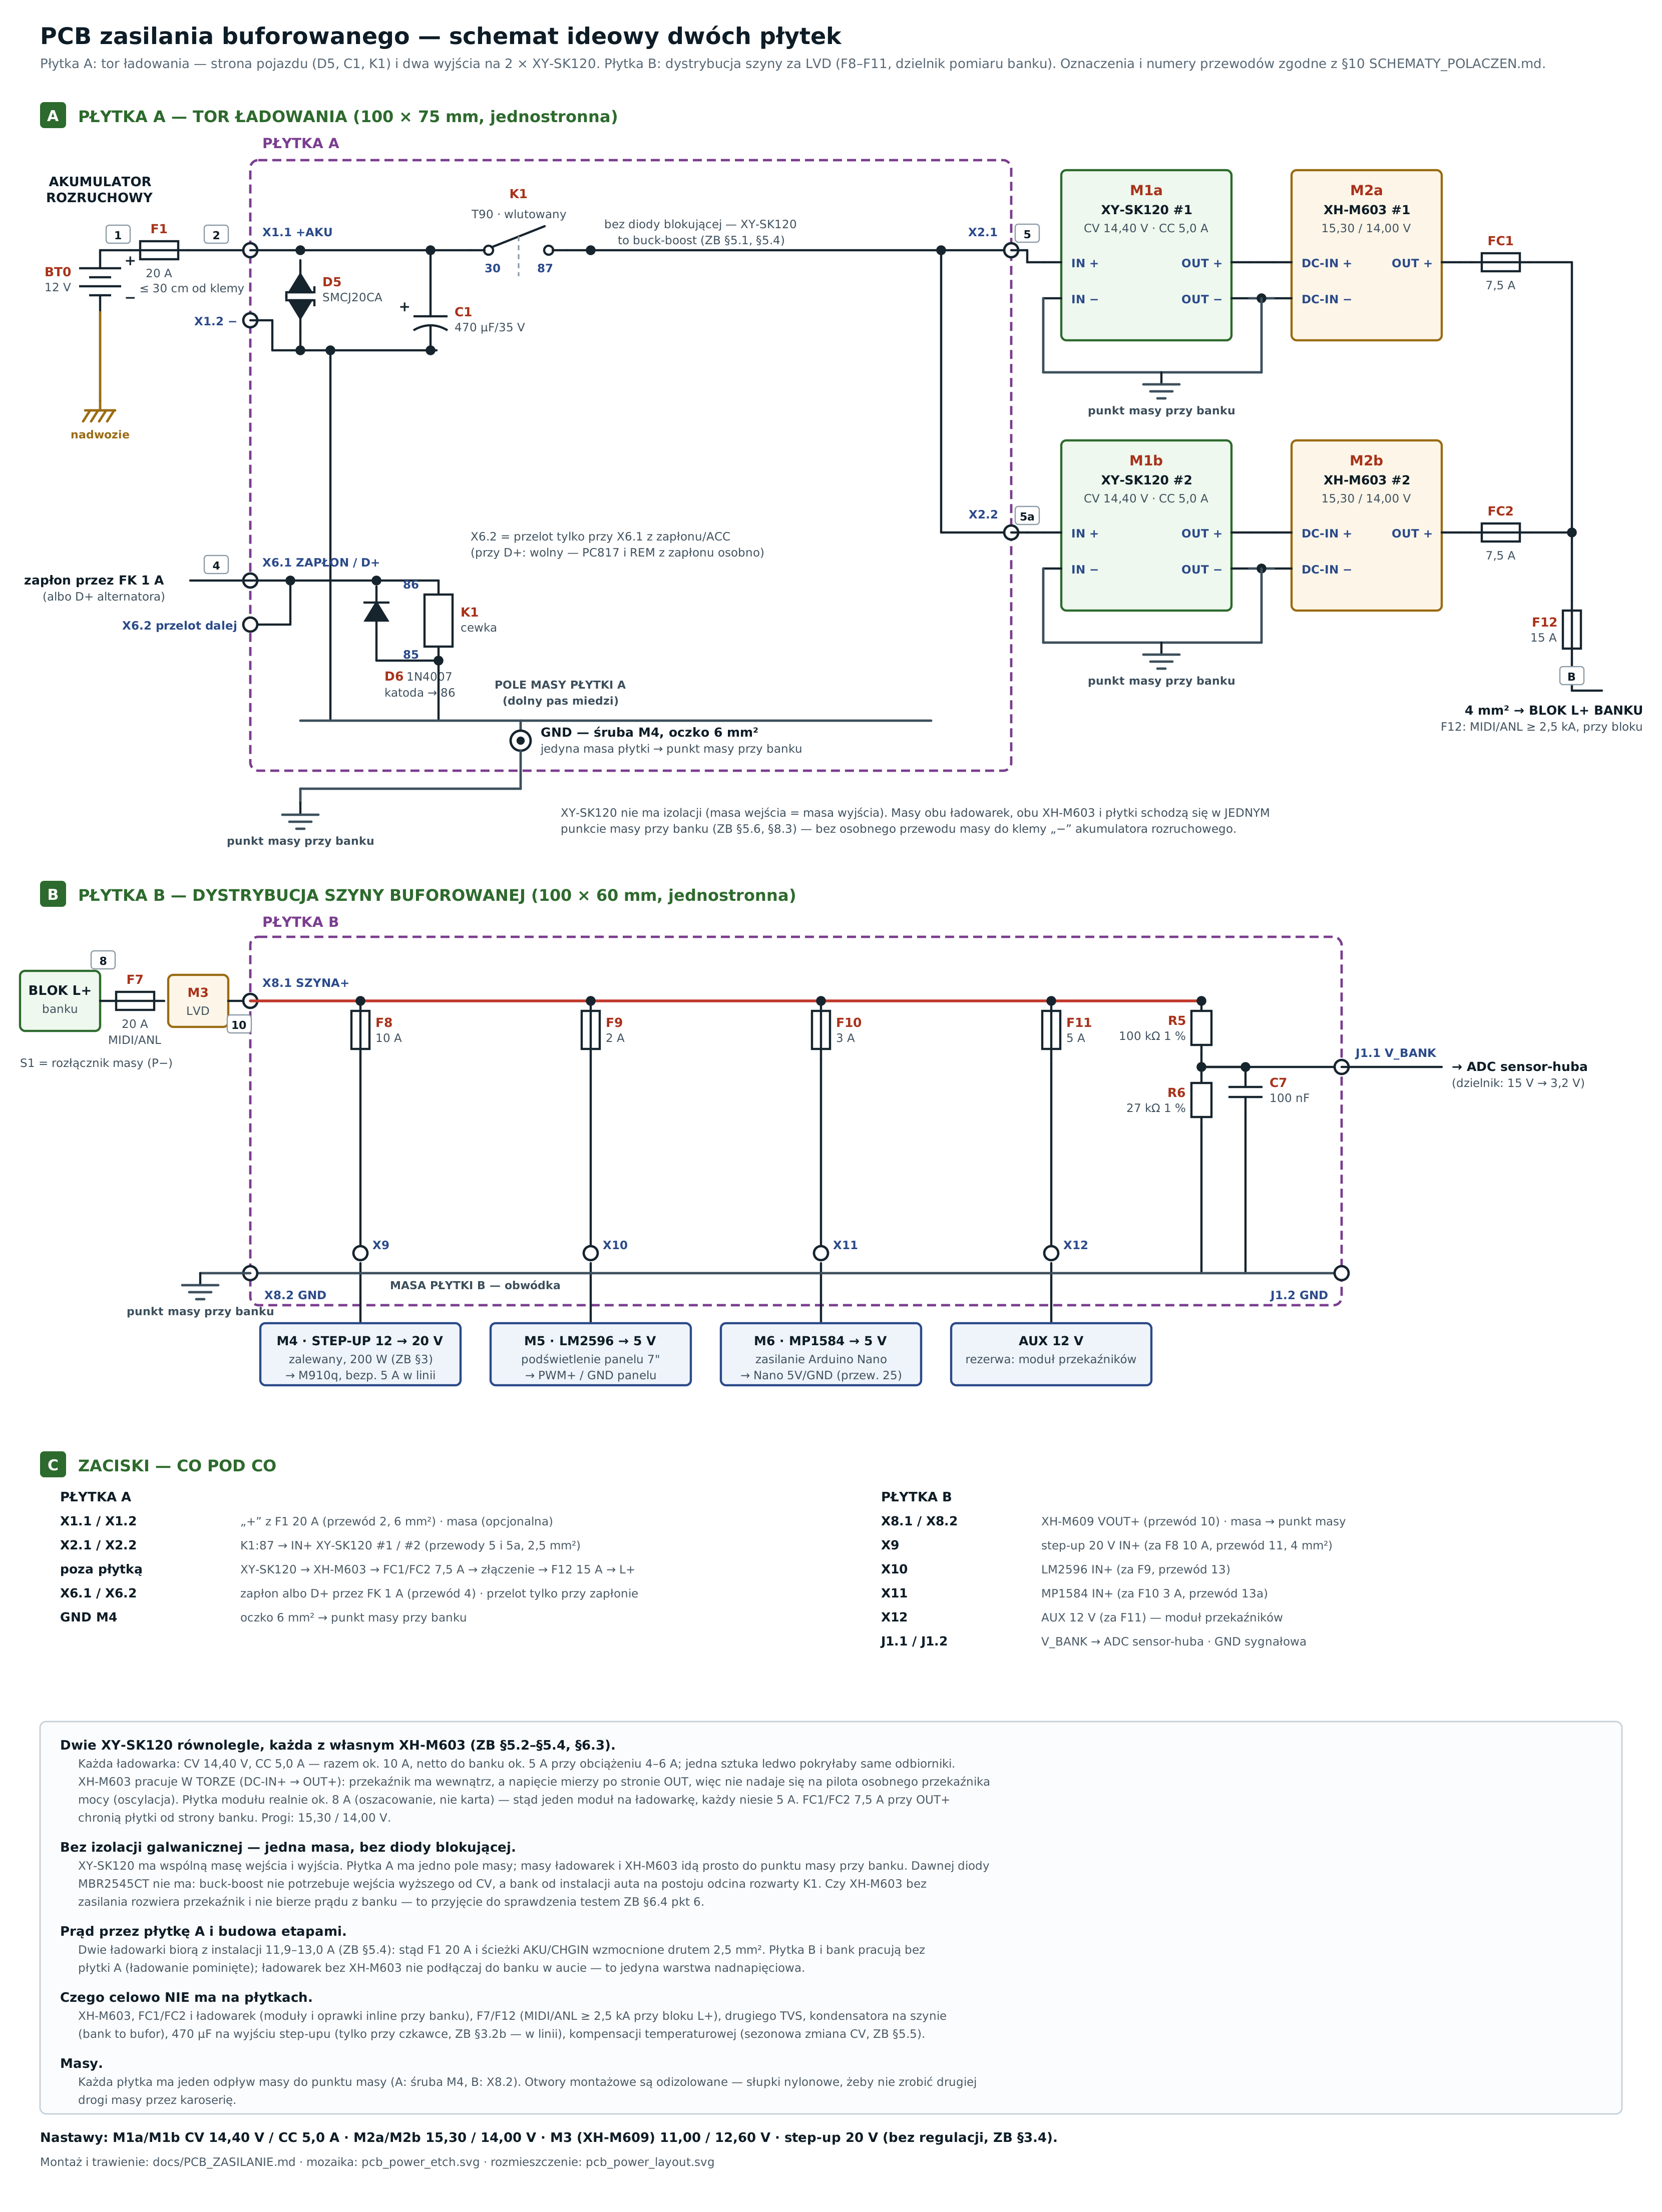 PCB zasilania buforowanego — schemat ideowy dwóch płytek
Płytka A: tor ładowania — strona pojazdu (D5, C1, K1) i dwa wyjścia na 2 × XY-SK120. Płytka B: dystrybucja szyny za LVD (F8–F11, dzielnik pomiaru banku). Oznaczenia i numery przewodów zgodne z §10 SCHEMATY_POLACZEN.md.
A PŁYTKA A — TOR ŁADOWANIA (100 × 75 mm, jednostronna)
PŁYTKA A
AKUMULATOR
ROZRUCHOWY
1
F1
2
20 A
≤ 30 cm od klemy
BT0
12 V
+
−
nadwozie
X1.1 +AKU
X1.2 −
D5
SMCJ20CA
+
C1
470 µF/35 V
K1
T90 · wlutowany
30
87
bez diody blokującej — XY-SK120
to buck-boost (ZB §5.1, §5.4)
X2.1
5
M1a
XY-SK120 #1
CV 14,40 V · CC 5,0 A
IN +
OUT +
IN −
OUT −
M2a
XH-M603 #1
15,30 / 14,00 V
DC-IN +
OUT +
DC-IN −
FC1
7,5 A
punkt masy przy banku
X2.2
5a
M1b
XY-SK120 #2
CV 14,40 V · CC 5,0 A
IN +
OUT +
IN −
OUT −
M2b
XH-M603 #2
15,30 / 14,00 V
DC-IN +
OUT +
DC-IN −
FC2
7,5 A
punkt masy przy banku
F12
15 A
B
4 mm² → BLOK L+ BANKU
F12: MIDI/ANL ≥ 2,5 kA, przy bloku
X6.2 = przelot tylko przy X6.1 z zapłonu/ACC
(przy D+: wolny — PC817 i REM z zapłonu osobno)
4
zapłon przez FK 1 A
(albo D+ alternatora)
X6.1 ZAPŁON / D+
X6.2 przelot dalej
86
K1
cewka
85
D6 1N4007
katoda → 86
POLE MASY PŁYTKI A
(dolny pas miedzi)
GND — śruba M4, oczko 6 mm²
jedyna masa płytki → punkt masy przy banku
punkt masy przy banku
XY-SK120 nie ma izolacji (masa wejścia = masa wyjścia). Masy obu ładowarek, obu XH-M603 i płytki schodzą się w JEDNYM
punkcie masy przy banku (ZB §5.6, §8.3) — bez osobnego przewodu masy do klemy „−” akumulatora rozruchowego.
B PŁYTKA B — DYSTRYBUCJA SZYNY BUFOROWANEJ (100 × 60 mm, jednostronna)
PŁYTKA B
8
BLOK L+
banku
F7
20 A
MIDI/ANL
M3
LVD
10
S1 = rozłącznik masy (P−)
X8.1 SZYNA+
F8
10 A
F9
2 A
F10
3 A
F11
5 A
R5
100 kΩ 1 %
R6
27 kΩ 1 %
C7
100 nF
J1.1 V_BANK
→ ADC sensor-huba
(dzielnik: 15 V → 3,2 V)
X9
X10
X11
X12
MASA PŁYTKI B — obwódka
X8.2 GND
J1.2 GND
punkt masy przy banku
M4 · STEP-UP 12 → 20 V
zalewany, 200 W (ZB §3)
→ M910q, bezp. 5 A w linii
M5 · LM2596 → 5 V
podświetlenie panelu 7"
→ PWM+ / GND panelu
M6 · MP1584 → 5 V
zasilanie Arduino Nano
→ Nano 5V/GND (przew. 25)
AUX 12 V
rezerwa: moduł przekaźników
C ZACISKI — CO POD CO
PŁYTKA A
X1.1 / X1.2 „+” z F1 20 A (przewód 2, 6 mm²) · masa (opcjonalna)
X2.1 / X2.2 K1:87 → IN+ XY-SK120 #1 / #2 (przewody 5 i 5a, 2,5 mm²)
poza płytką XY-SK120 → XH-M603 → FC1/FC2 7,5 A → złączenie → F12 15 A → L+
X6.1 / X6.2 zapłon albo D+ przez FK 1 A (przewód 4) · przelot tylko przy zapłonie
GND M4 oczko 6 mm² → punkt masy przy banku
PŁYTKA B
X8.1 / X8.2 XH-M609 VOUT+ (przewód 10) · masa → punkt masy
X9 step-up 20 V IN+ (za F8 10 A, przewód 11, 4 mm²)
X10 LM2596 IN+ (za F9, przewód 13)
X11 MP1584 IN+ (za F10 3 A, przewód 13a)
X12 AUX 12 V (za F11) — moduł przekaźników
J1.1 / J1.2 V_BANK → ADC sensor-huba · GND sygnałowa
Dwie XY-SK120 równolegle, każda z własnym XH-M603 (ZB §5.2–§5.4, §6.3).
Każda ładowarka: CV 14,40 V, CC 5,0 A — razem ok. 10 A, netto do banku ok. 5 A przy obciążeniu 4–6 A; jedna sztuka ledwo pokryłaby same odbiorniki.
XH-M603 pracuje W TORZE (DC-IN+ → OUT+): przekaźnik ma wewnątrz, a napięcie mierzy po stronie OUT, więc nie nadaje się na pilota osobnego przekaźnika
mocy (oscylacja). Płytka modułu realnie ok. 8 A (oszacowanie, nie karta) — stąd jeden moduł na ładowarkę, każdy niesie 5 A. FC1/FC2 7,5 A przy OUT+
chronią płytki od strony banku. Progi: 15,30 / 14,00 V.
Bez izolacji galwanicznej — jedna masa, bez diody blokującej.
XY-SK120 ma wspólną masę wejścia i wyjścia. Płytka A ma jedno pole masy; masy ładowarek i XH-M603 idą prosto do punktu masy przy banku. Dawnej diody
MBR2545CT nie ma: buck-boost nie potrzebuje wejścia wyższego od CV, a bank od instalacji auta na postoju odcina rozwarty K1. Czy XH-M603 bez
zasilania rozwiera przekaźnik i nie bierze prądu z banku — to przyjęcie do sprawdzenia testem ZB §6.4 pkt 6.
Prąd przez płytkę A i budowa etapami.
Dwie ładowarki biorą z instalacji 11,9–13,0 A (ZB §5.4): stąd F1 20 A i ścieżki AKU/CHGIN wzmocnione drutem 2,5 mm². Płytka B i bank pracują bez
płytki A (ładowanie pominięte); ładowarek bez XH-M603 nie podłączaj do banku w aucie — to jedyna warstwa nadnapięciowa.
Czego celowo NIE ma na płytkach.
XH-M603, FC1/FC2 i ładowarek (moduły i oprawki inline przy banku), F7/F12 (MIDI/ANL ≥ 2,5 kA przy bloku L+), drugiego TVS, kondensatora na szynie
(bank to bufor), 470 µF na wyjściu step-upu (tylko przy czkawce, ZB §3.2b — w linii), kompensacji temperaturowej (sezonowa zmiana CV, ZB §5.5).
Masy.
Każda płytka ma jeden odpływ masy do punktu masy (A: śruba M4, B: X8.2). Otwory montażowe są odizolowane — słupki nylonowe, żeby nie zrobić drugiej
drogi masy przez karoserię.
Nastawy: M1a/M1b CV 14,40 V / CC 5,0 A · M2a/M2b 15,30 / 14,00 V · M3 (XH-M609) 11,00 / 12,60 V · step-up 20 V (bez regulacji, ZB §3.4).
Montaż i trawienie: docs/PCB_ZASILANIE.md · mozaika: pcb_power_etch.svg · rozmieszczenie: pcb_power_layout.svg